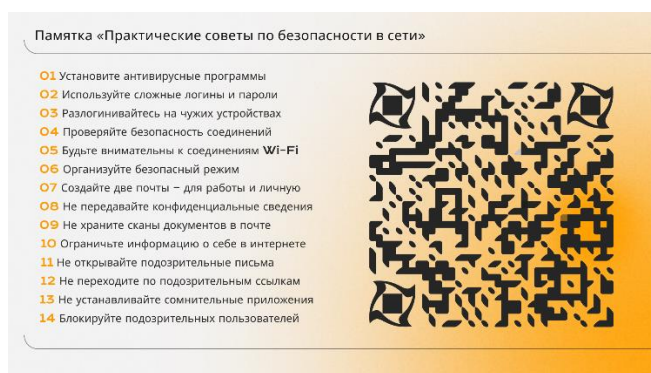 Памятка «Практические советы по безопасности в сети»
01 Установите антивирусные программы
02 Используйте сложные логины и пароли
03 Разлогинивайтесь на чужих устройствах
04 Проверяйте безопасность соединений
05 Будьте внимательны к соединениям Wi-Fi
06 Организуйте безопасный режим
07 Создайте две почты – для работы и личную
08 Не передавайте конфиденциальные сведения
09 Не храните сканы документов в почте
10 Ограничьте информацию о себе в интернете
11 Не открывайте подозрительные письма
12 Не переходите по подозрительным ссылкам
13 Не устанавливайте сомнительные приложения
14 Блокируйте подозрительных пользователей